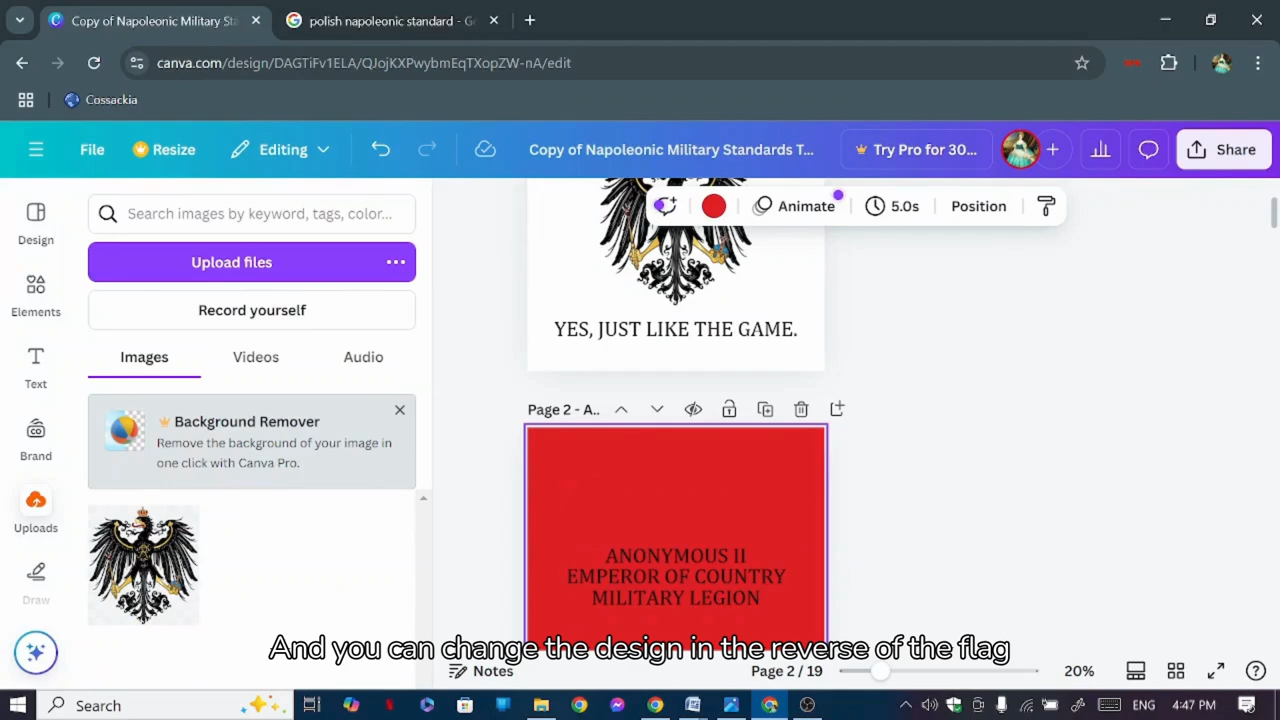 Copy of Napoleonic Military Sta
polish napoleonic standard - Go
canva.com/design/DAGTiFv1ELA/QJojKXPwybmEqTXopZW-nA/edit
Cossackia
File
Resize
Editing
Copy of Napoleonic Military Standards T...
Try Pro for 30...
Share
Search images by keyword, tags, color...
Animate
5.0s
Position
Design
Upload files
Elements
Record yourself
YES, JUST LIKE THE GAME.
Images
Videos
Audio
Text
Page 2 - A..
Background Remover
Remove the background of your image in
one click with Canva Pro.
Brand
Uploads
ANONYMOUS II
EMPEROR OF COUNTRY
MILITARY LEGION
Draw
And you can change the design in the reverse of the flag
Notes
Page 2 / 19
20%
Search
ENG
4:47 PM